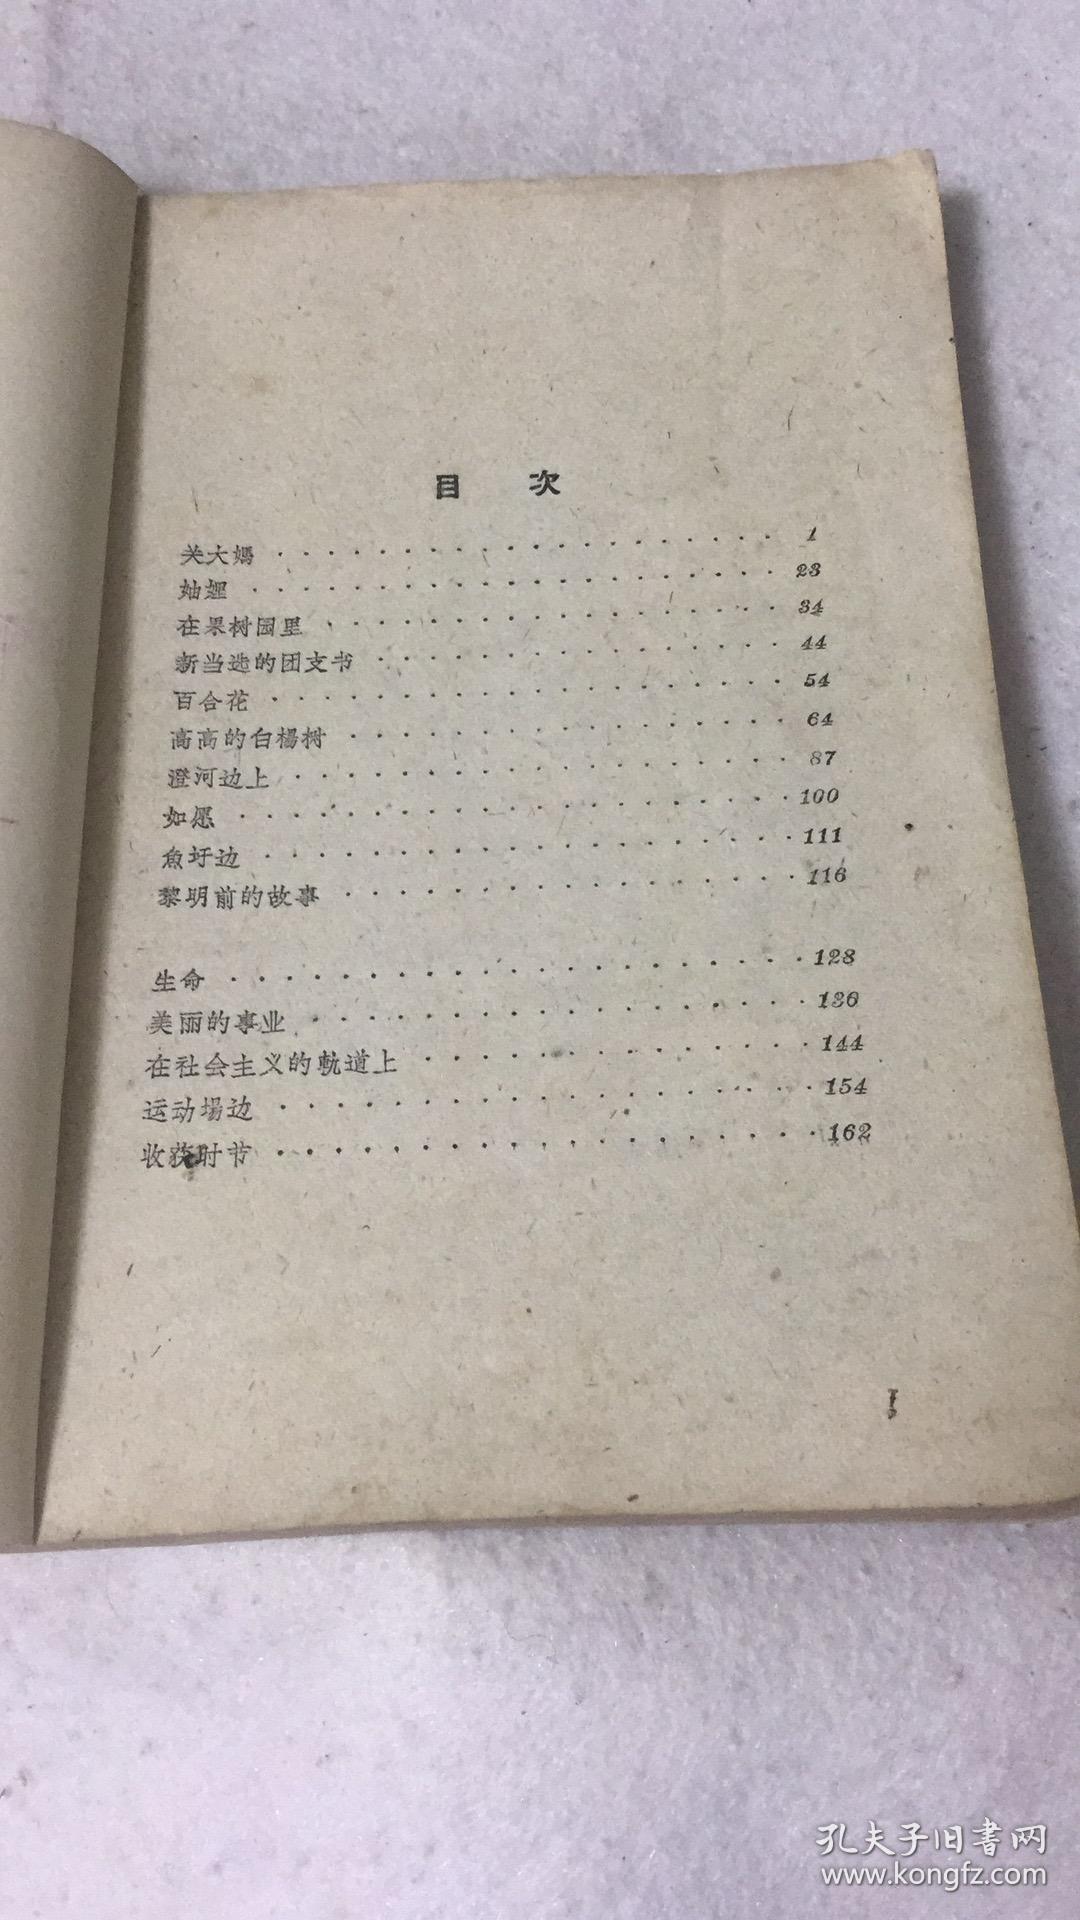 目 次
关大媽 · · · · · · · · · · · · · · · · · · · · 1
妯娌 · · · · · · · · · · · · · · · · · · · · 23
在果树园里 · · · · · · · · · · · · · · · · · · 34
新当选的团支书 · · · · · · · · · · · · · · · · 44
百合花 · · · · · · · · · · · · · · · · · · · · 54
高高的白楊树 · · · · · · · · · · · · · · · · · 64
澄河边上 · · · · · · · · · · · · · · · · · · · 87
如愿 · · · · · · · · · · · · · · · · · · · · 100
魚圩边 · · · · · · · · · · · · · · · · · · · 111
黎明前的故事 · · · · · · · · · · · · · · · · 116
生命 · · · · · · · · · · · · · · · · · · · · 128
美丽的事业 · · · · · · · · · · · · · · · · · 136
在社会主义的軌道上 · · · · · · · · · · · · · 144
运动場边 · · · · · · · · · · · · · · · · · · 154
收获时节 · · · · · · · · · · · · · · · · · · 162
孔夫子旧書网
www.kongfz.com